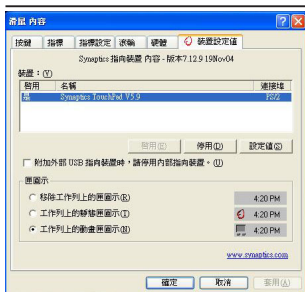 滑鼠 內容
按鍵 指標 指標設定 滾輪 硬體 裝置設定值
Synaptics 指向裝置 內容 - 版本7.12.9 19Nov04
裝置：(Y)
啟用 名稱 連接埠
是 Synaptics TouchPad V5.9 PS/2
啟用(E) 停用(D) 設定值(S)
附加外部 USB 指向裝置時，請停用內部指向裝置。(U)
匣圖示
移除工作列上的匣圖示(R) 4:20 PM
工作列上的靜態匣圖示(T) 4:20 PM
工作列上的動畫匣圖示(N) 4:20 PM
www.synaptics.com
確定 取消 套用(A)